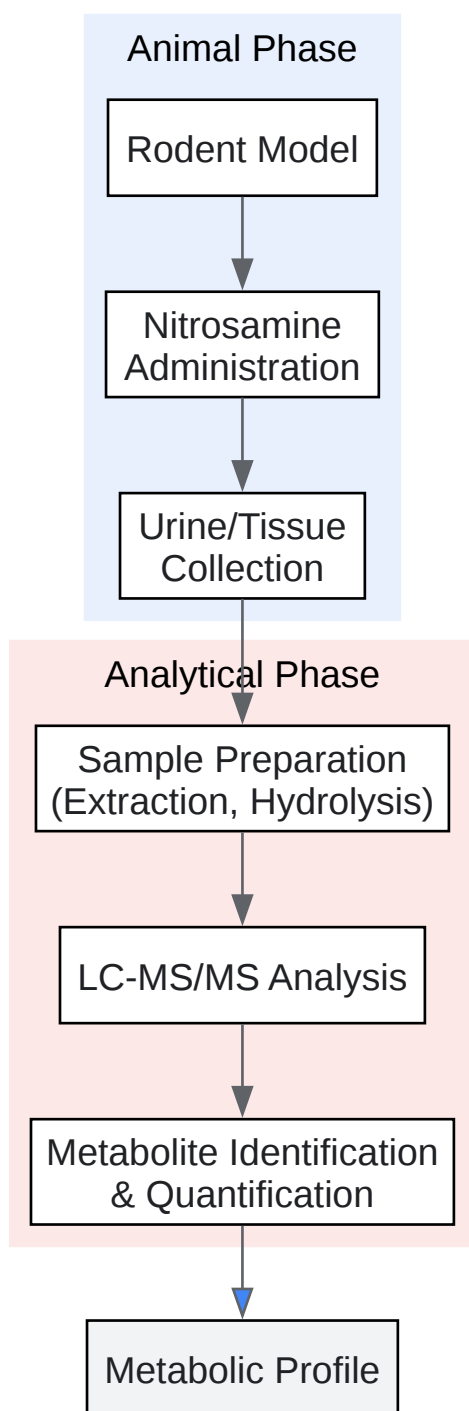 Animal Phase
Rodent Model
Nitrosamine
Administration
Urine/Tissue
Collection
Analytical Phase
Sample Preparation
(Extraction, Hydrolysis)
LC-MS/MS Analysis
Metabolite Identification
& Quantification
Metabolic Profile